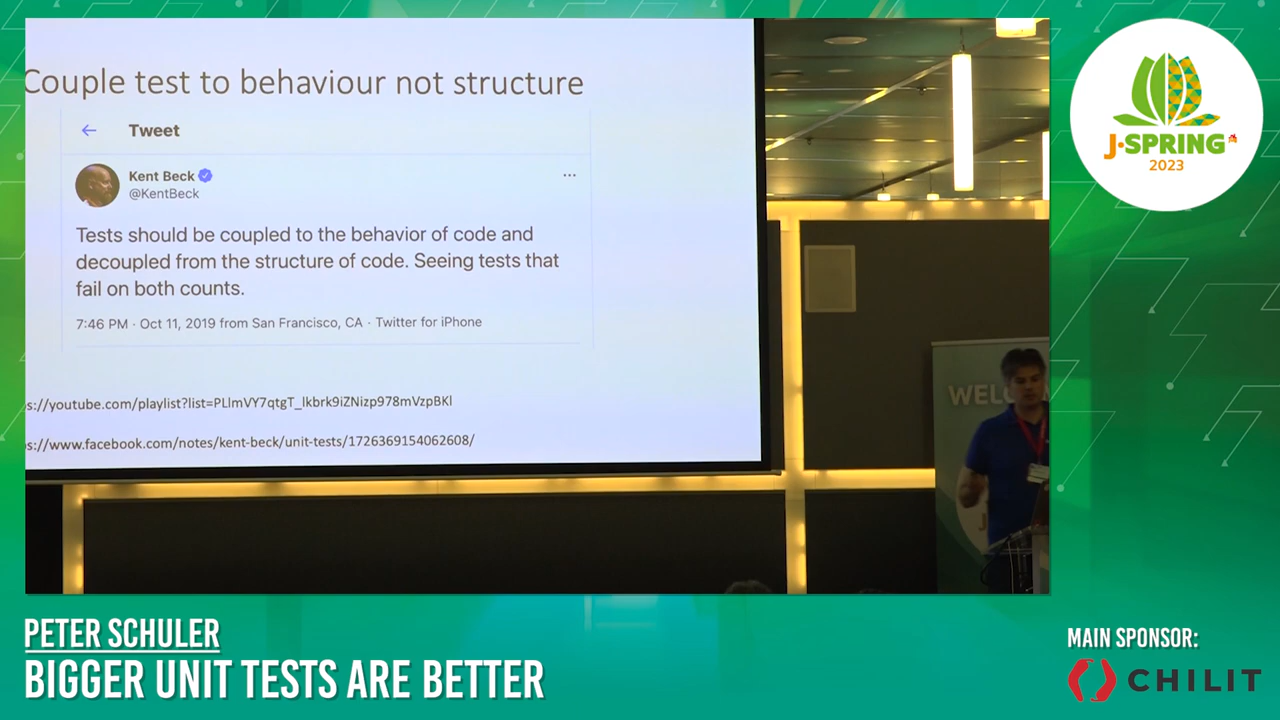 Couple test to behaviour not structure
Tweet
Kent Beck
@KentBeck
Tests should be coupled to the behavior of code and
decoupled from the structure of code. Seeing tests that
fail on both counts.
7:46 PM · Oct 11, 2019 from San Francisco, CA · Twitter for iPhone
s://youtube.com/playlist?list=PLlmVY7qtgT_lkbrk9iZNizp978mVzpBKl
s://www.facebook.com/notes/kent-beck/unit-tests/1726369154062608/
WELC
J-SPRING
2023
PETER SCHULER
BIGGER UNIT TESTS ARE BETTER
MAIN SPONSOR:
CHILIT